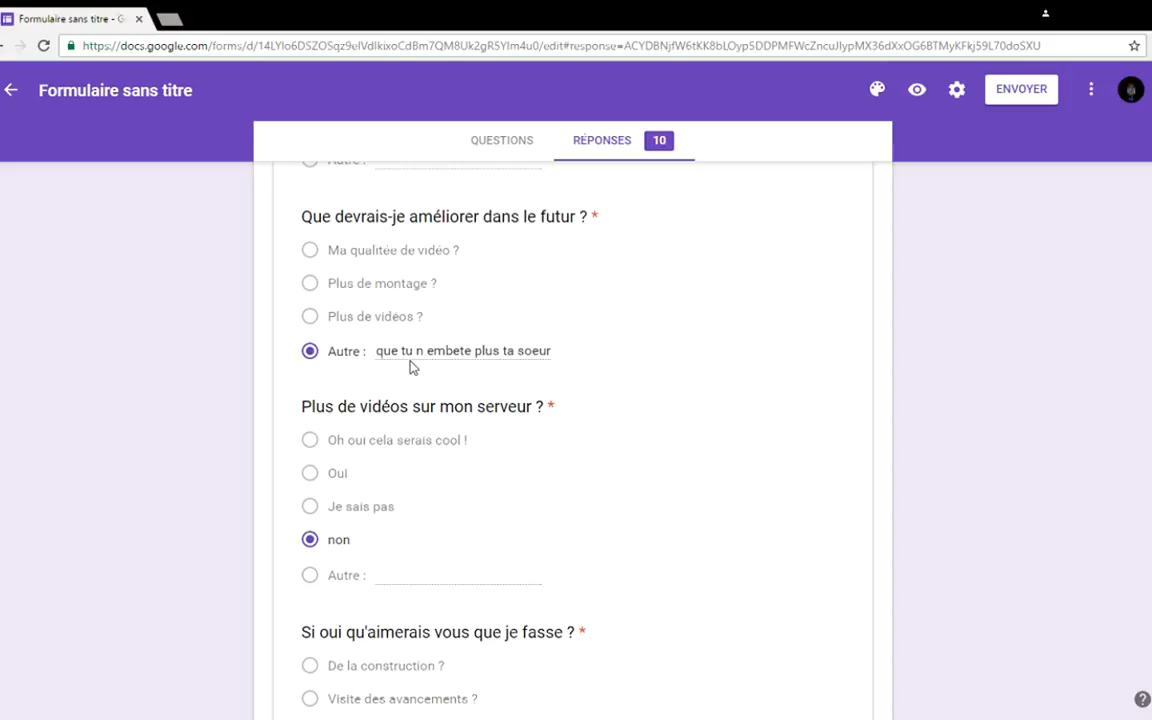 Formulaire sans titre - G
https://docs.google.com/forms/d/14LYlo6DSZOSqz9elVdlkixoCdBm7QM8Uk2gR5YIm4u0/edit#response=ACYDBNjfW6tKK8bLOyp5DDPMFWcZncuJIypMX36dXxOG6BTMyKFkj59L70doSXU
Formulaire sans titre
ENVOYER
QUESTIONS
RÉPONSES 10
Autre :
Que devrais-je améliorer dans le futur ? *
Ma qualitée de vidéo ?
Plus de montage ?
Plus de vidéos ?
Autre : que tu n embete plus ta soeur
Plus de vidéos sur mon serveur ? *
Oh oui cela serais cool !
Oui
Je sais pas
non
Autre :
Si oui qu'aimerais vous que je fasse ? *
De la construction ?
Visite des avancements ?